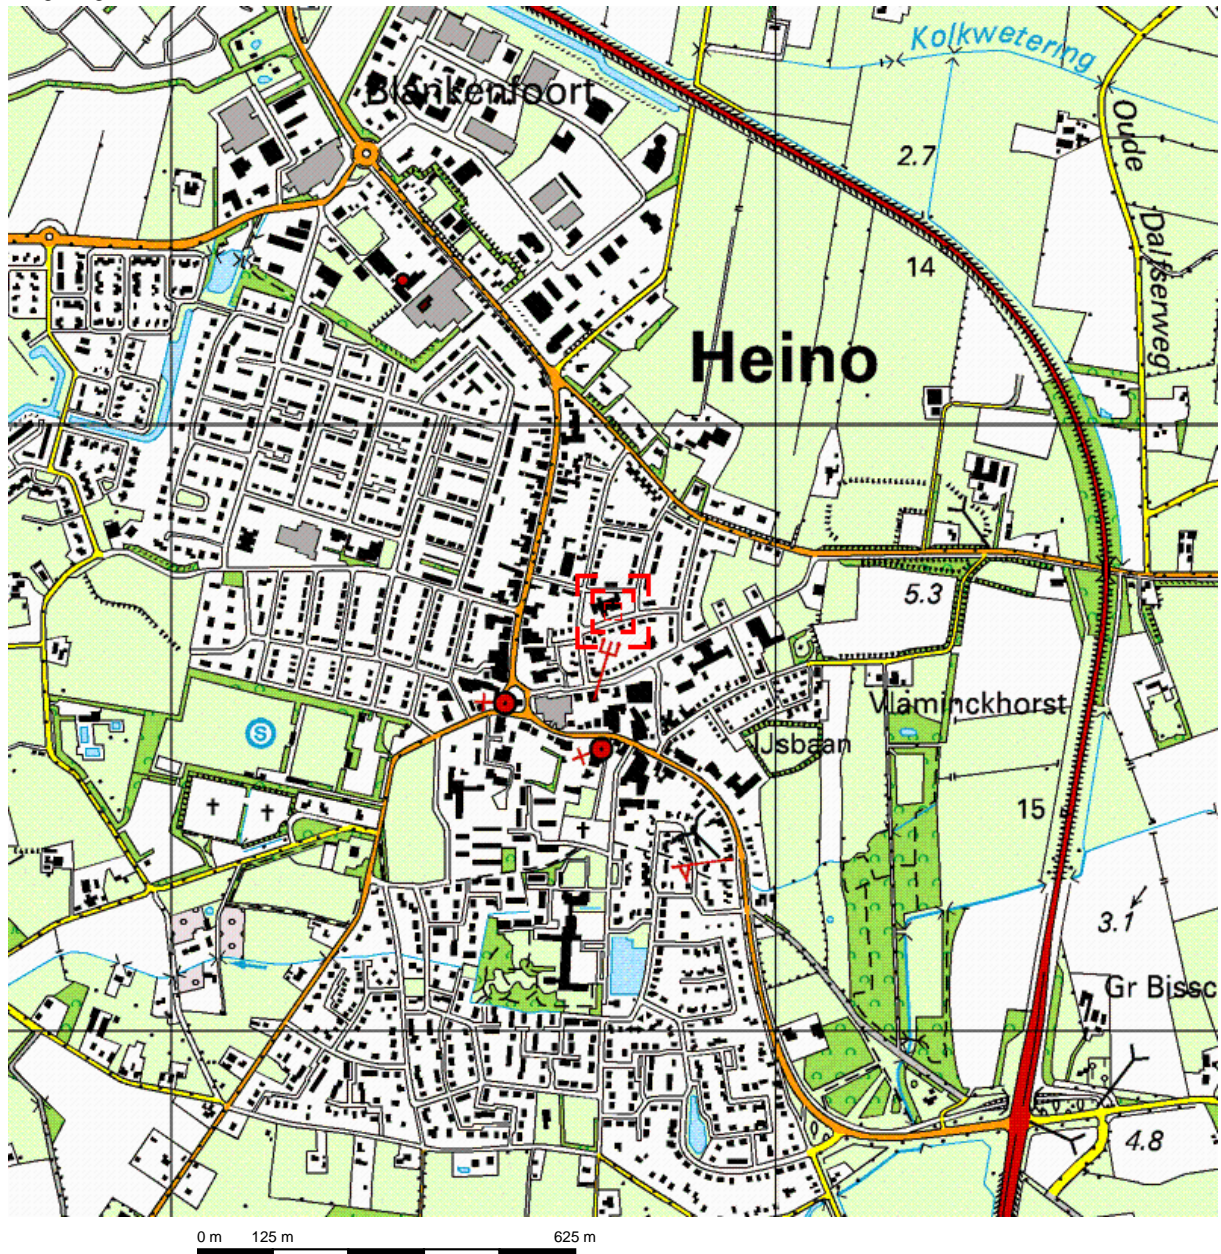 Kolkwetering
Blankenfoort
Oude
2.7
Dalfserweg
14
Heino
5.3
Vlaminckhorst
S
IJsbaan
15
3.1
Gr Bissc
4.8
0 m 125 m 625 m